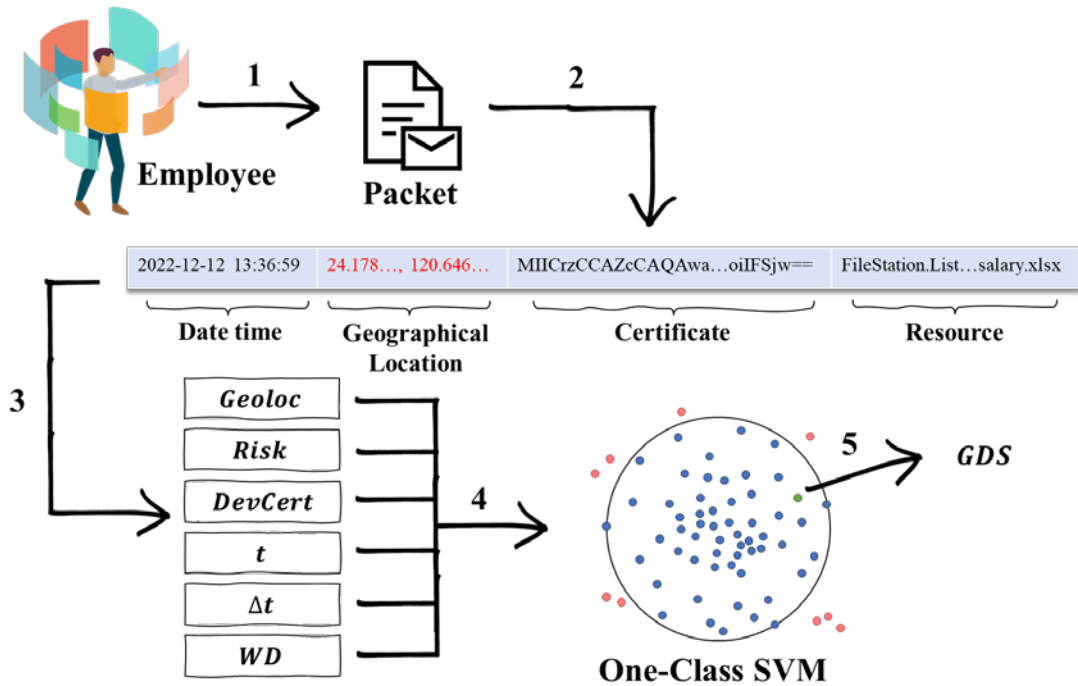 1
2
Employee
Packet
2022-12-12 13:36:59
24.178…, 120.646…
MIICrzCCAZcCAQAwa…oiIFSjw==
FileStation.List…salary.xlsx
Date time
Geographical
Location
Certificate
Resource
3
Geoloc
Risk
DevCert
t
Δt
WD
4
5
GDS
One-Class SVM